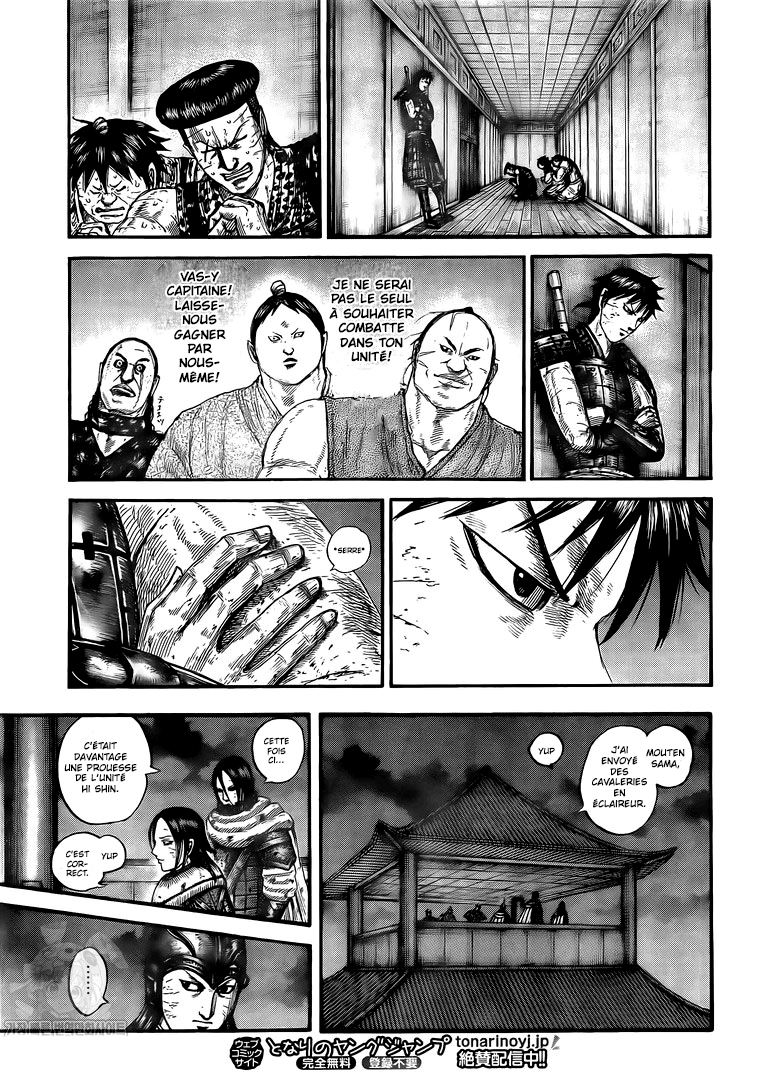 JE NE SERAI
PAS LE SEUL
À SOUHAITER
COMBATTE
DANS TON
UNITÉ!
VAS-Y
CAPITAINE!
LAISSE-
NOUS
GAGNER
PAR
NOUS-
MÊME!
*SERRE*
MOUTEN
SAMA,
J'AI
ENVOYÉ
DES
CAVALERIES
EN
ÉCLAIREUR.
YUP
CETTE
FOIS
CI...
C'ÉTAIT
DAVANTAGE
UNE PROUESSE
DE L'UNITÉ
HI SHIN.
YUP
C'EST
COR-
RECT.
......
ウェブ
コミック
サイト
となりのヤングジャンプ
完全無料 登録不要
tonarinoyj.jp
絶賛配信中!!